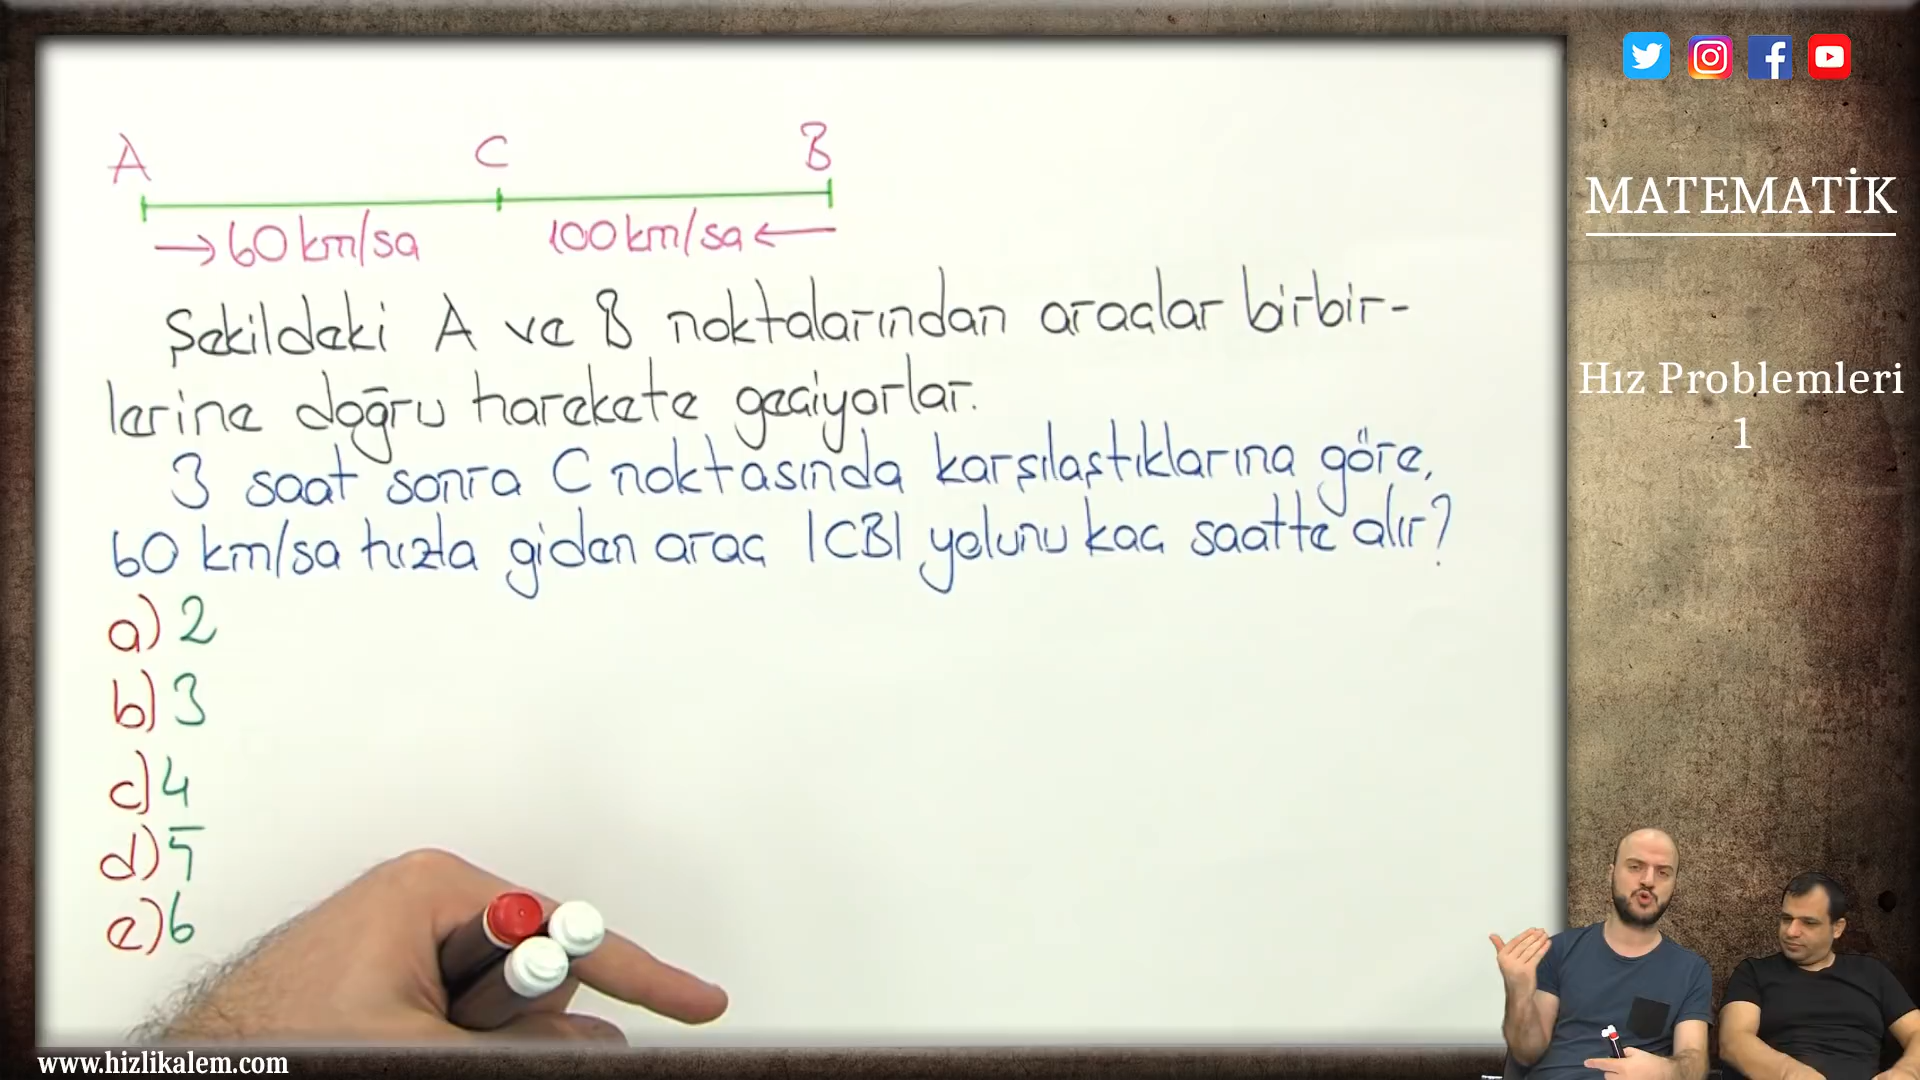 A C B
→ 60 km/sa 100 km/sa ←
Şekildeki A ve B noktalarından araçlar birbir-
lerine doğru harekete geçiyorlar.
3 saat sonra C noktasında karşılaştıklarına göre,
60 km/sa hızla giden araç |CB| yolunu kaç saatte alır?
a) 2
b) 3
c) 4
d) 5
e) 6
MATEMATİK
Hız Problemleri
1
www.hizlikalem.com